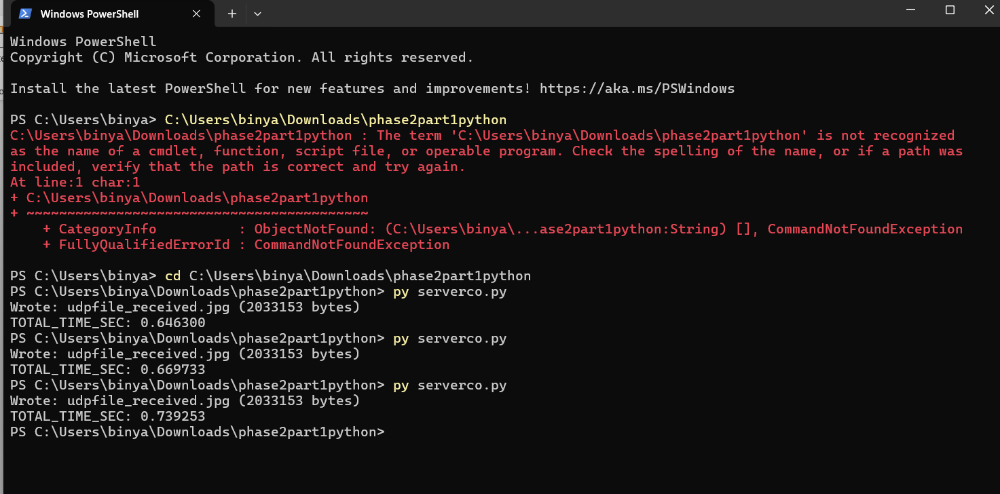 Windows PowerShell
Windows PowerShell
Copyright (C) Microsoft Corporation. All rights reserved.
Install the latest PowerShell for new features and improvements! https://aka.ms/PSWindows
PS C:\Users\binya> C:\Users\binya\Downloads\phase2part1python
C:\Users\binya\Downloads\phase2part1python : The term 'C:\Users\binya\Downloads\phase2part1python' is not recognized
as the name of a cmdlet, function, script file, or operable program. Check the spelling of the name, or if a path was
included, verify that the path is correct and try again.
At line:1 char:1
+ C:\Users\binya\Downloads\phase2part1python
+ ~~~~~~~~~~~~~~~~~~~~~~~~~~~~~~~~~~~~~~~~~~
    + CategoryInfo          : ObjectNotFound: (C:\Users\binya\...ase2part1python:String) [], CommandNotFoundException
    + FullyQualifiedErrorId : CommandNotFoundException
PS C:\Users\binya> cd C:\Users\binya\Downloads\phase2part1python
PS C:\Users\binya\Downloads\phase2part1python> py serverco.py
Wrote: udpfile_received.jpg (2033153 bytes)
TOTAL_TIME_SEC: 0.646300
PS C:\Users\binya\Downloads\phase2part1python> py serverco.py
Wrote: udpfile_received.jpg (2033153 bytes)
TOTAL_TIME_SEC: 0.669733
PS C:\Users\binya\Downloads\phase2part1python> py serverco.py
Wrote: udpfile_received.jpg (2033153 bytes)
TOTAL_TIME_SEC: 0.739253
PS C:\Users\binya\Downloads\phase2part1python>